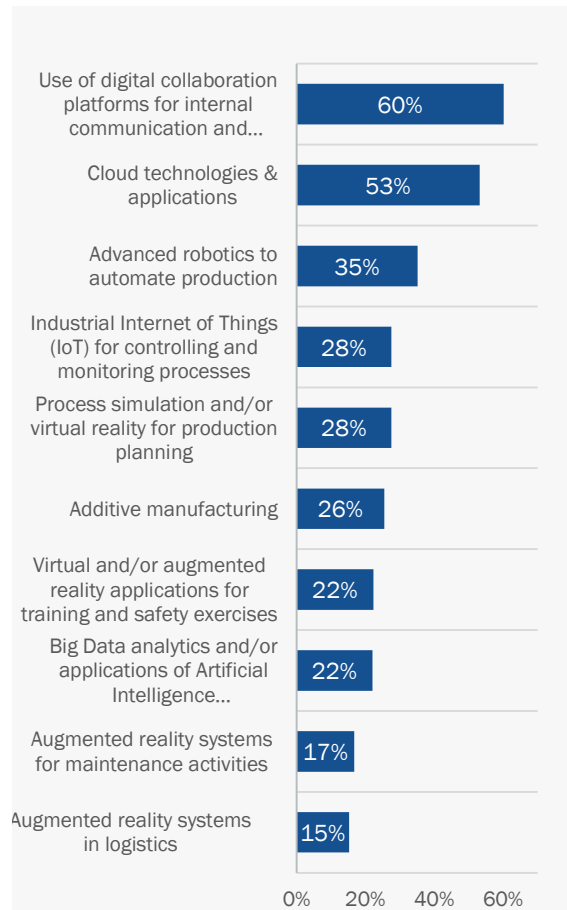 Use of digital collaboration
platforms for internal
communication and...
60%
Cloud technologies &
applications
53%
Advanced robotics to
automate production
35%
Industrial Internet of Things
(IoT) for controlling and
monitoring processes
28%
Process simulation and/or
virtual reality for production
planning
28%
Additive manufacturing
26%
Virtual and/or augmented
reality applications for
training and safety exercises
22%
Big Data analytics and/or
applications of Artificial
Intelligence...
22%
Augmented reality systems
for maintenance activities
17%
Augmented reality systems
in logistics
15%
0% 20% 40% 60%